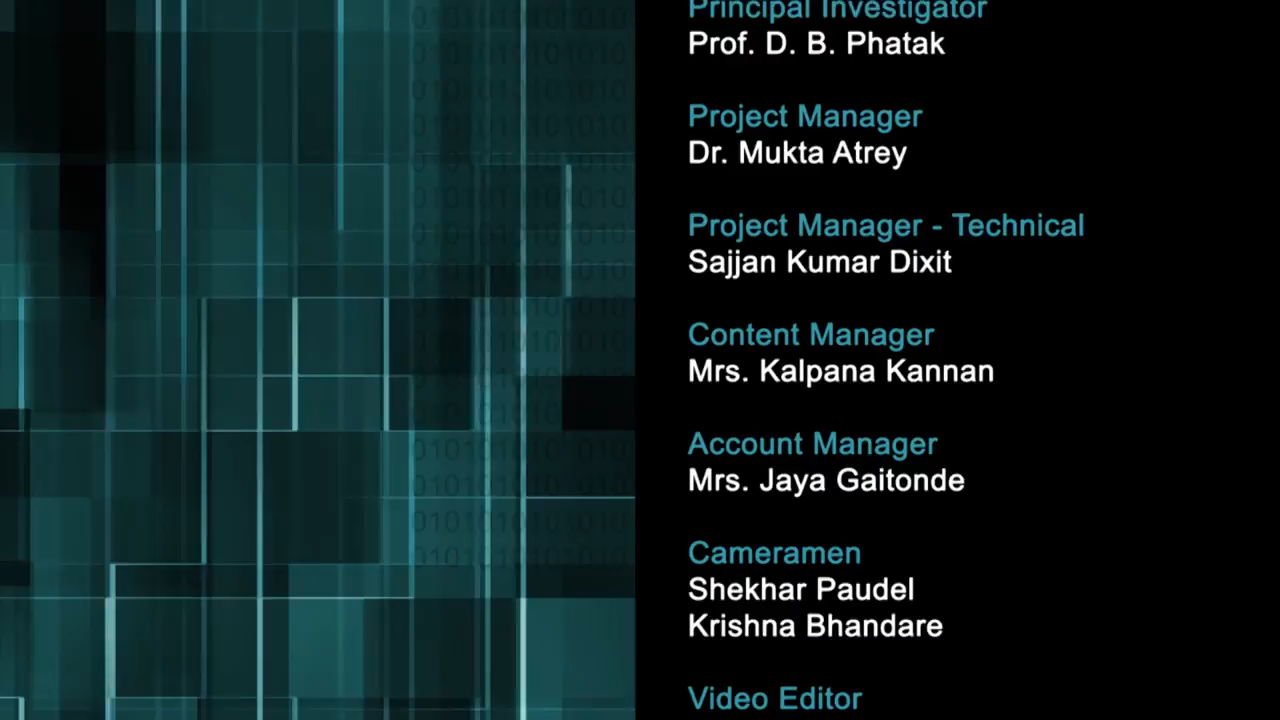 Principal Investigator
Prof. D. B. Phatak
Project Manager
Dr. Mukta Atrey
Project Manager - Technical
Sajjan Kumar Dixit
Content Manager
Mrs. Kalpana Kannan
Account Manager
Mrs. Jaya Gaitonde
Cameramen
Shekhar Paudel
Krishna Bhandare
Video Editor